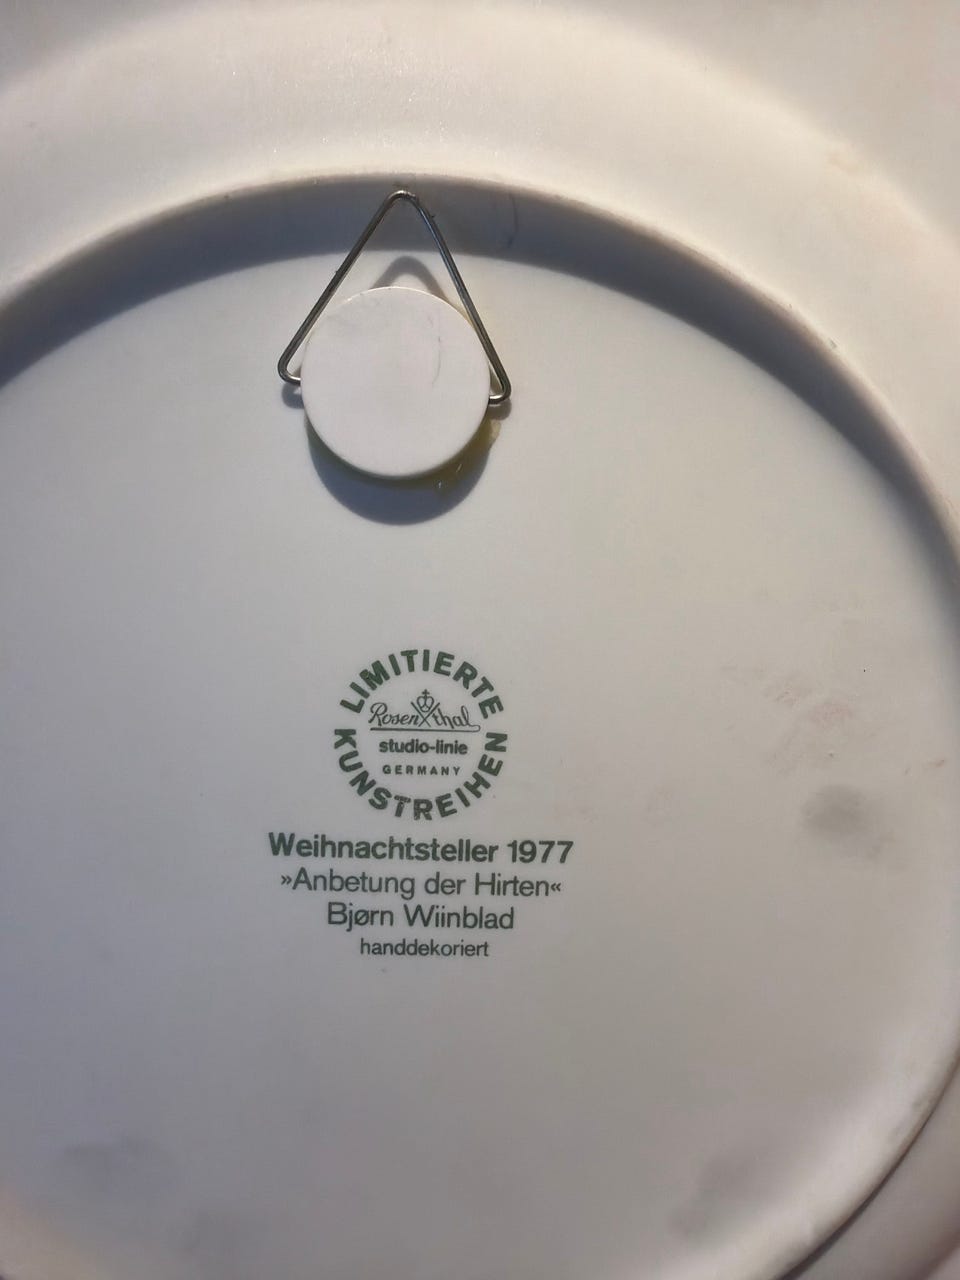 LIMITIERTE
Rosenthal
studio-linie
GERMANY
KUNSTREIHEN
Weihnachtsteller 1977
»Anbetung der Hirten«
Bjørn Wiinblad
handdekoriert